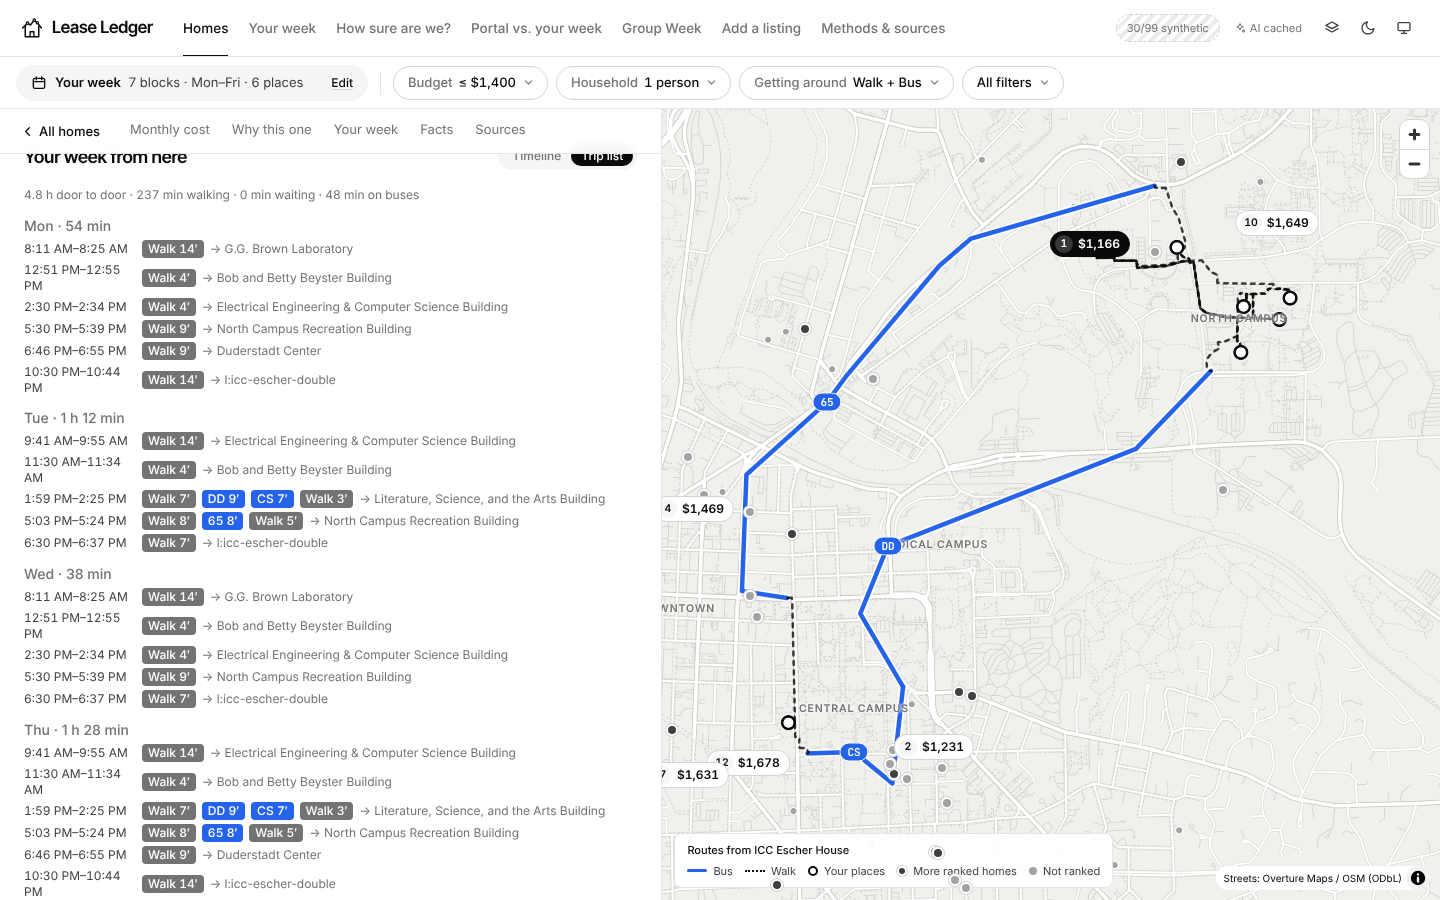 Lease Ledger
Homes
Your week
How sure are we?
Portal vs. your week
Group Week
Add a listing
Methods & sources
30/99 synthetic
AI cached
Your week 7 blocks · Mon–Fri · 6 places Edit
Budget ≤ $1,400
Household 1 person
Getting around Walk + Bus
All filters
All homes
Monthly cost
Why this one
Your week
Facts
Sources
Your week from here
Timeline
Trip list
4.8 h door to door · 237 min walking · 0 min waiting · 48 min on buses
Mon · 54 min
8:11 AM–8:25 AM Walk 14′ → G.G. Brown Laboratory
12:51 PM–12:55 PM Walk 4′ → Bob and Betty Beyster Building
2:30 PM–2:34 PM Walk 4′ → Electrical Engineering & Computer Science Building
5:30 PM–5:39 PM Walk 9′ → North Campus Recreation Building
6:46 PM–6:55 PM Walk 9′ → Duderstadt Center
10:30 PM–10:44 PM Walk 14′ → l:icc-escher-double
Tue · 1 h 12 min
9:41 AM–9:55 AM Walk 14′ → Electrical Engineering & Computer Science Building
11:30 AM–11:34 AM Walk 4′ → Bob and Betty Beyster Building
1:59 PM–2:25 PM Walk 7′ DD 9′ CS 7′ Walk 3′ → Literature, Science, and the Arts Building
5:03 PM–5:24 PM Walk 8′ 65 8′ Walk 5′ → North Campus Recreation Building
6:30 PM–6:37 PM Walk 7′ → l:icc-escher-double
Wed · 38 min
8:11 AM–8:25 AM Walk 14′ → G.G. Brown Laboratory
12:51 PM–12:55 PM Walk 4′ → Bob and Betty Beyster Building
2:30 PM–2:34 PM Walk 4′ → Electrical Engineering & Computer Science Building
5:30 PM–5:39 PM Walk 9′ → North Campus Recreation Building
6:30 PM–6:37 PM Walk 7′ → l:icc-escher-double
Thu · 1 h 28 min
9:41 AM–9:55 AM Walk 14′ → Electrical Engineering & Computer Science Building
11:30 AM–11:34 AM Walk 4′ → Bob and Betty Beyster Building
1:59 PM–2:25 PM Walk 7′ DD 9′ CS 7′ Walk 3′ → Literature, Science, and the Arts Building
5:03 PM–5:24 PM Walk 8′ 65 8′ Walk 5′ → North Campus Recreation Building
6:46 PM–6:55 PM Walk 9′ → Duderstadt Center
10:30 PM–10:44 PM Walk 14′ → l:icc-escher-double
10 $1,649
1 $1,166
NORTH CAMPUS
65
4 $1,469
DD
DICAL CAMPUS
WNTOWN
CENTRAL CAMPUS
CS
2 $1,231
12 $1,678
7 $1,631
Routes from ICC Escher House
Bus
Walk
Your places
More ranked homes
Not ranked
Streets: Overture Maps / OSM (ODbL)